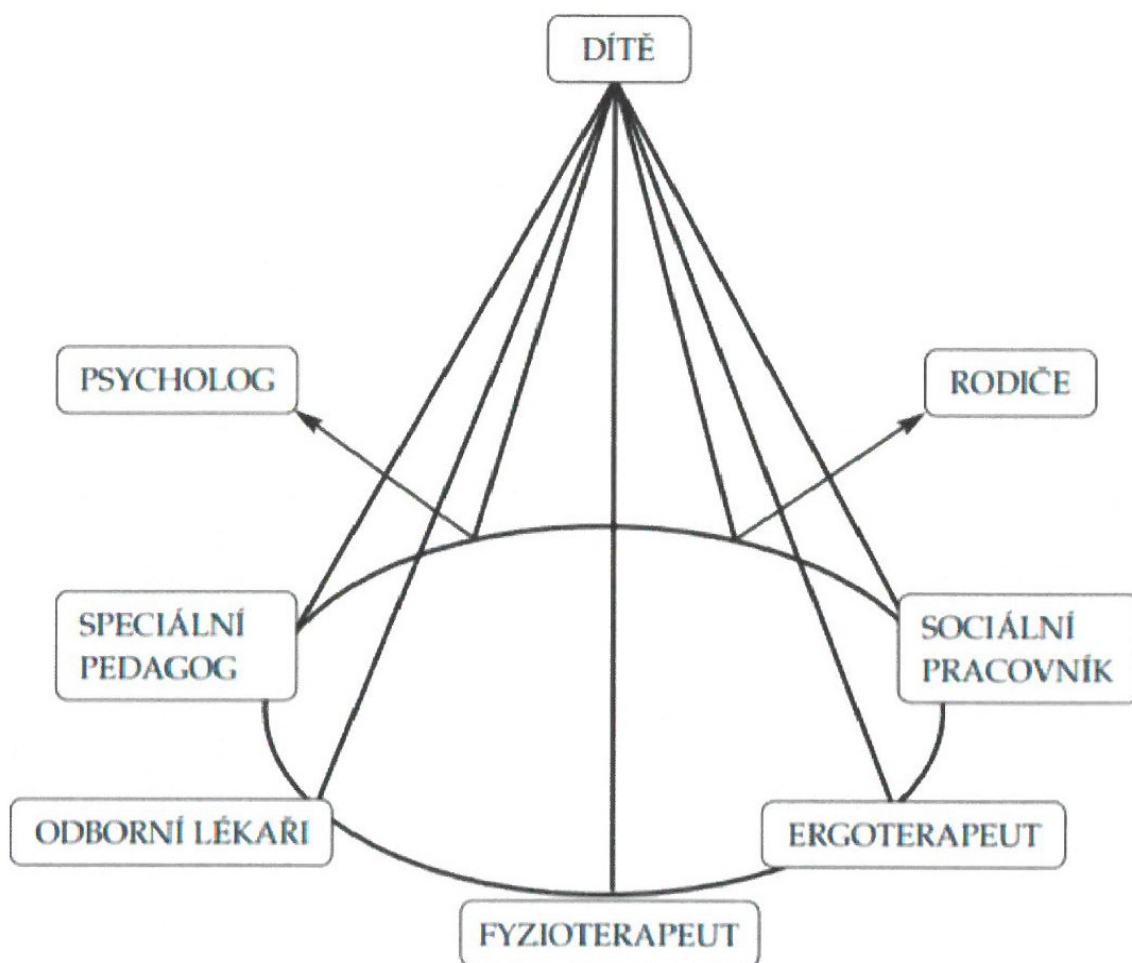 DÍTĚ
PSYCHOLOG
RODIČE
SPECIÁLNÍ
PEDAGOG
SOCIÁLNÍ
PRACOVNÍK
ODBORNÍ LÉKAŘI
ERGOTERAPEUT
FYZIOTERAPEUT